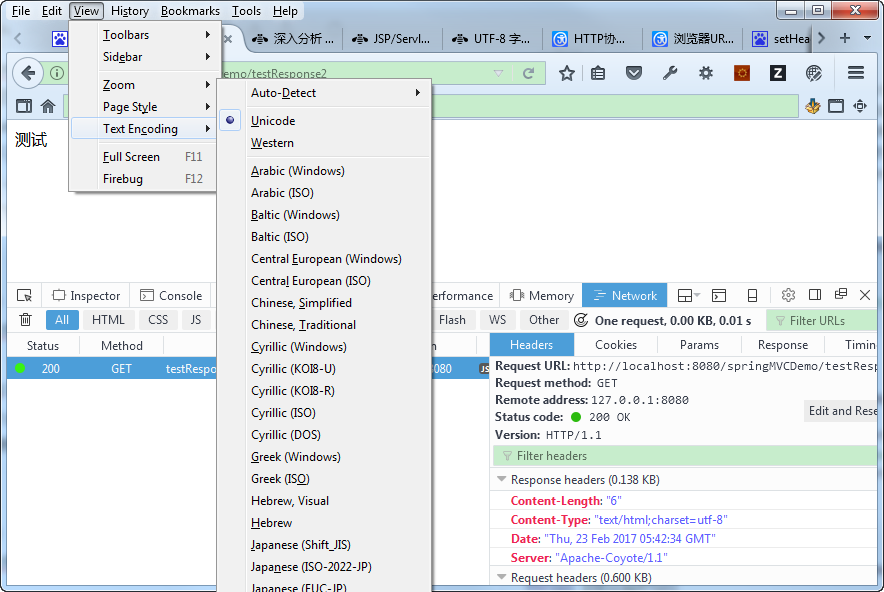 File Edit View History Bookmarks Tools Help
Toolbars
Sidebar
Zoom
Page Style
Text Encoding
Full Screen F11
Firebug F12
深入分析 ...
JSP/Servl...
UTF-8 字...
HTTP协...
浏览器UR...
setHea
emo/testResponse2
测试
Auto-Detect
Unicode
Western
Arabic (Windows)
Arabic (ISO)
Baltic (Windows)
Baltic (ISO)
Central European (Windows)
Central European (ISO)
Chinese, Simplified
Chinese, Traditional
Cyrillic (Windows)
Cyrillic (KOI8-U)
Cyrillic (KOI8-R)
Cyrillic (ISO)
Cyrillic (DOS)
Greek (Windows)
Greek (ISO)
Hebrew, Visual
Hebrew
Japanese (Shift_JIS)
Japanese (ISO-2022-JP)
Japanese (EUC-JP)
Inspector Console erformance Memory Network
All HTML CSS JS Flash WS Other One request, 0.00 KB, 0.01 s Filter URLs
Status Method n Headers Cookies Params Response Timin
200 GET testRespo 080 JS
Request URL: http://localhost:8080/springMVCDemo/testResp
Request method: GET
Remote address: 127.0.0.1:8080
Status code: 200 OK
Edit and Rese
Version: HTTP/1.1
Filter headers
Response headers (0.138 KB)
Content-Length: "6"
Content-Type: "text/html;charset=utf-8"
Date: "Thu, 23 Feb 2017 05:42:34 GMT"
Server: "Apache-Coyote/1.1"
Request headers (0.600 KB)